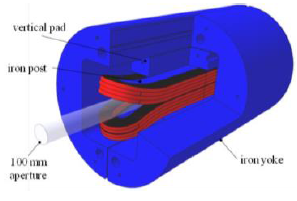 vertical pad
iron post
100 mm
aperture
iron yoke